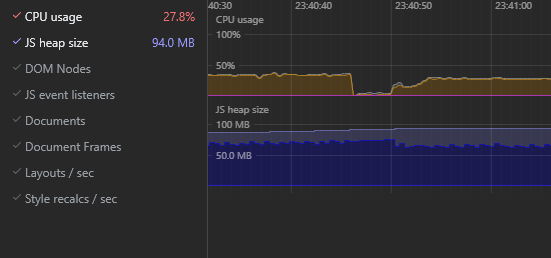 CPU usage 27.8%
JS heap size 94.0 MB
DOM Nodes
JS event listeners
Documents
Document Frames
Layouts / sec
Style recalcs / sec
40:30 23:40:40 23:40:50 23:41:00
CPU usage
100%
50%
JS heap size
100 MB
50.0 MB